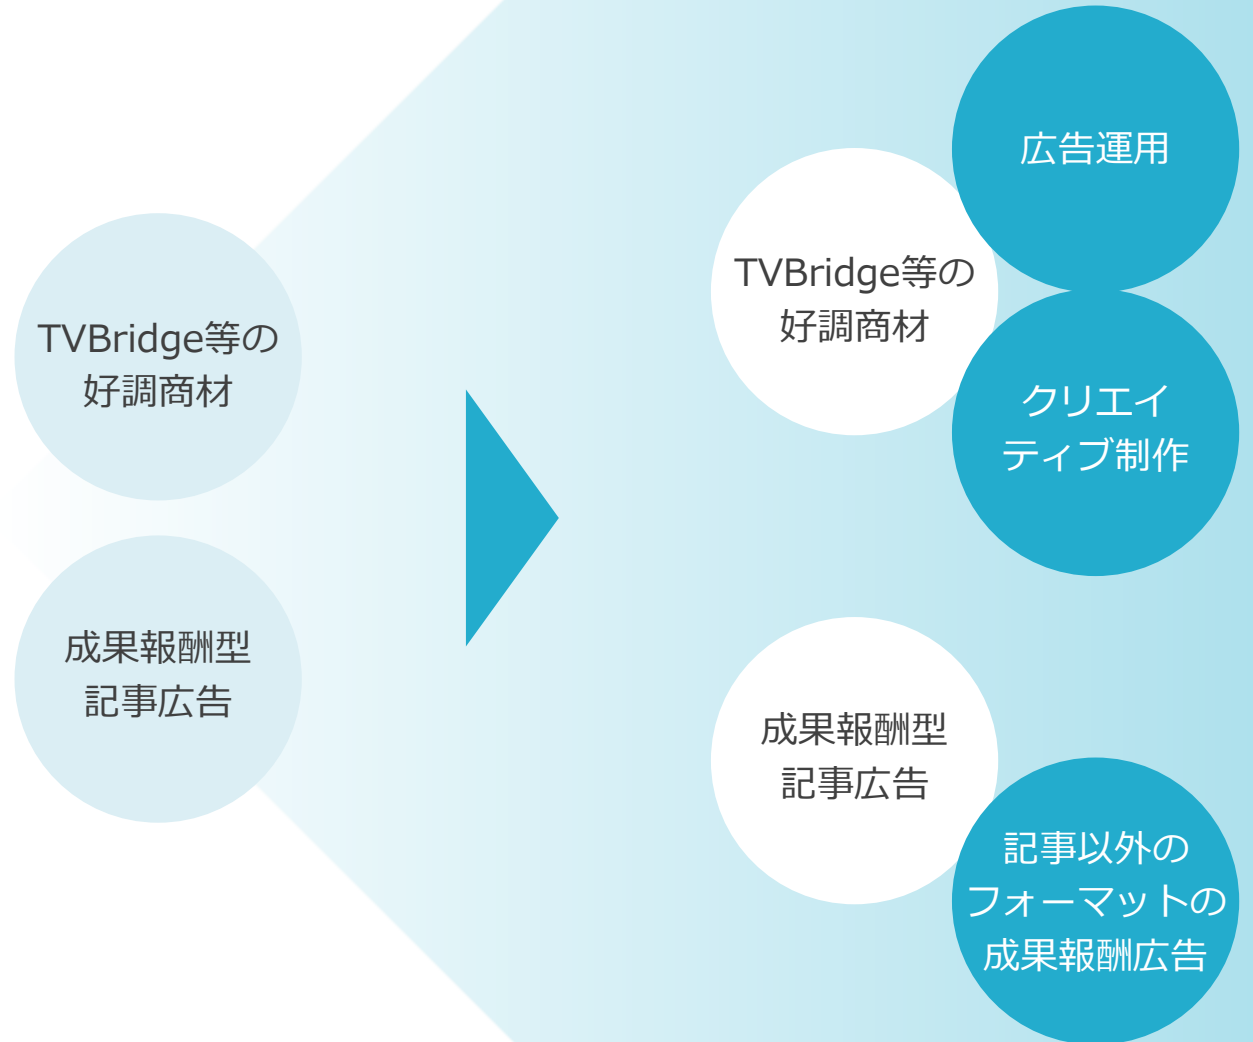 TVBridge等の
好調商材
成果報酬型
記事広告
広告運用
TVBridge等の
好調商材
クリエイ
ティブ制作
成果報酬型
記事広告
記事以外の
フォーマットの
成果報酬広告